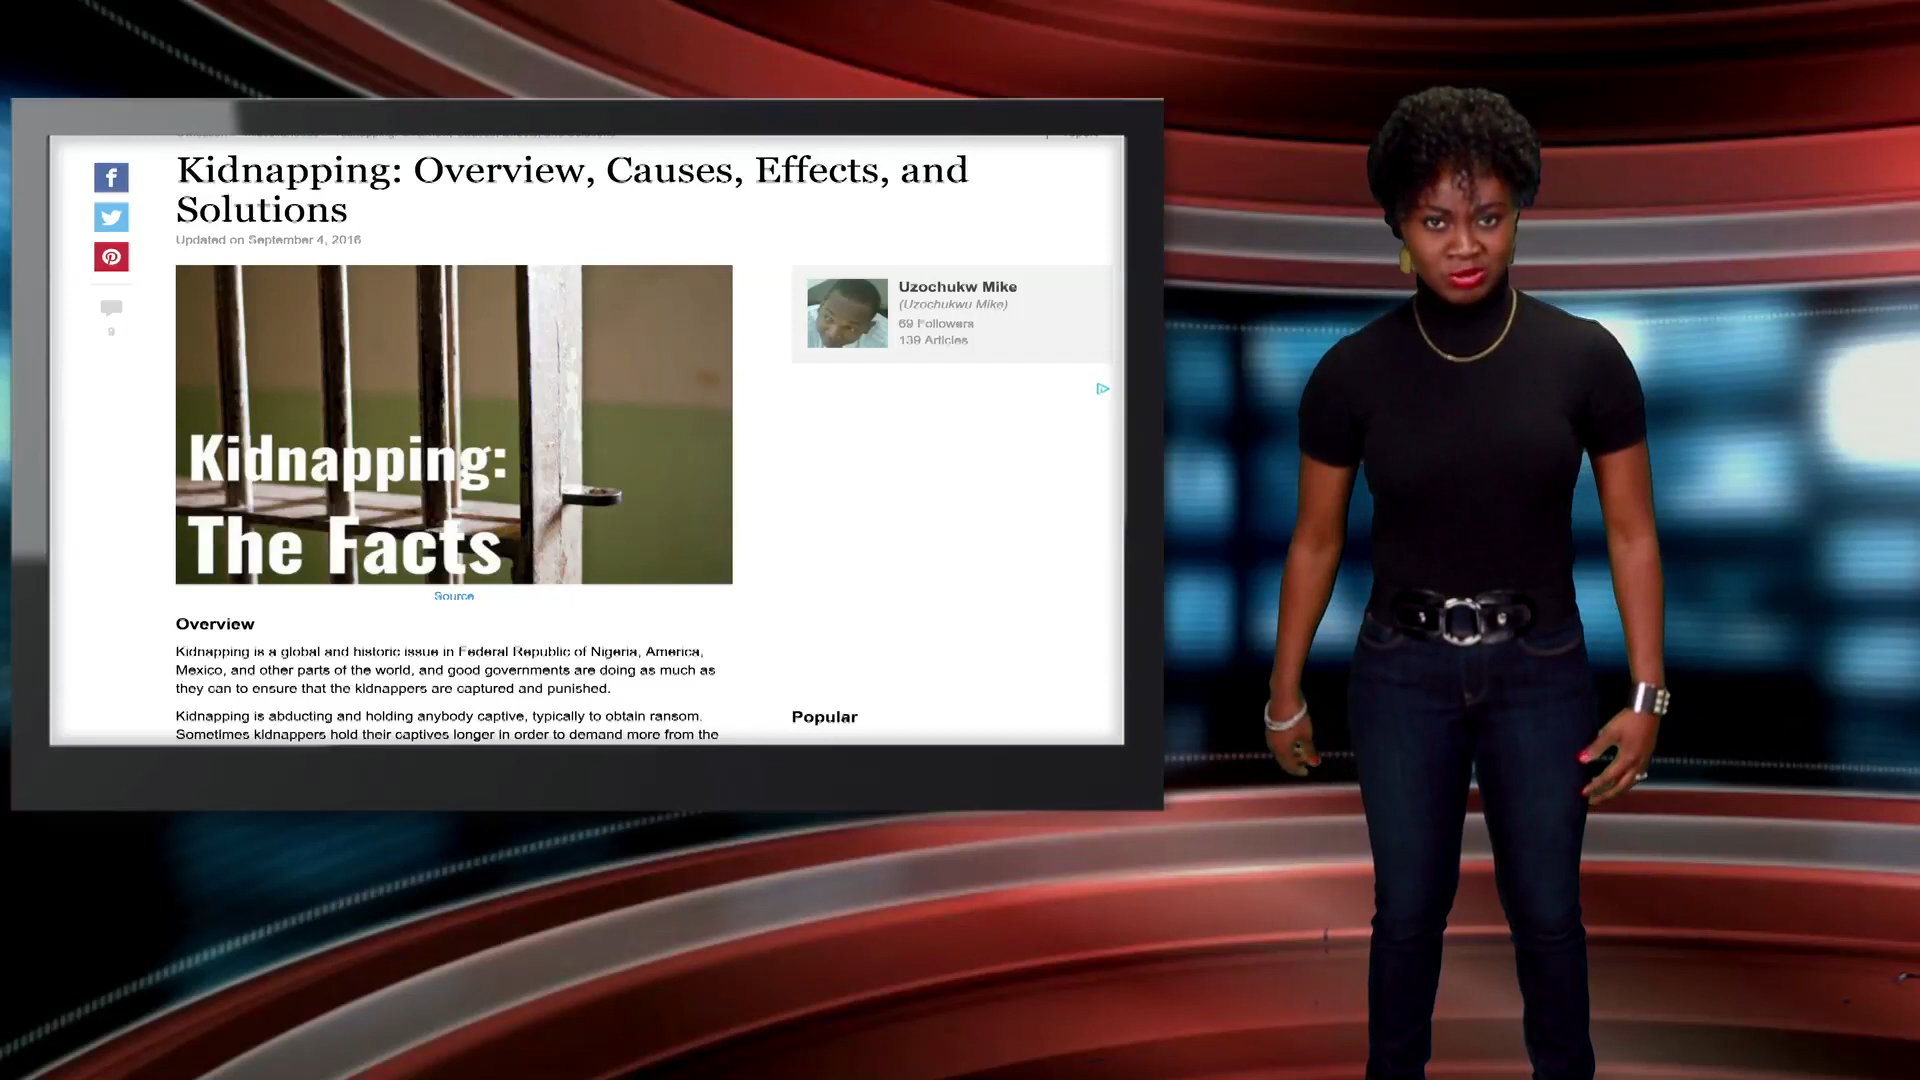 Kidnapping: Overview, Causes, Effects, and
Solutions
Updated on September 4, 2016
9
Kidnapping:
The Facts
Source
Uzochukw Mike
(Uzochukwu Mike)
69 Followers
139 Articles
Overview
Kidnapping is a global and historic issue in Federal Republic of Nigeria, America,
Mexico, and other parts of the world, and good governments are doing as much as
they can to ensure that the kidnappers are captured and punished.
Kidnapping is abducting and holding anybody captive, typically to obtain ransom.
Sometimes kidnappers hold their captives longer in order to demand more from the
Popular